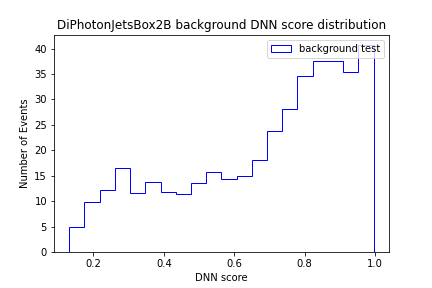 DiPhotonJetsBox2B background DNN score distribution
background test
Number of Events
40
35
30
25
20
15
10
5
0
0.2 0.4 0.6 0.8 1.0
DNN score